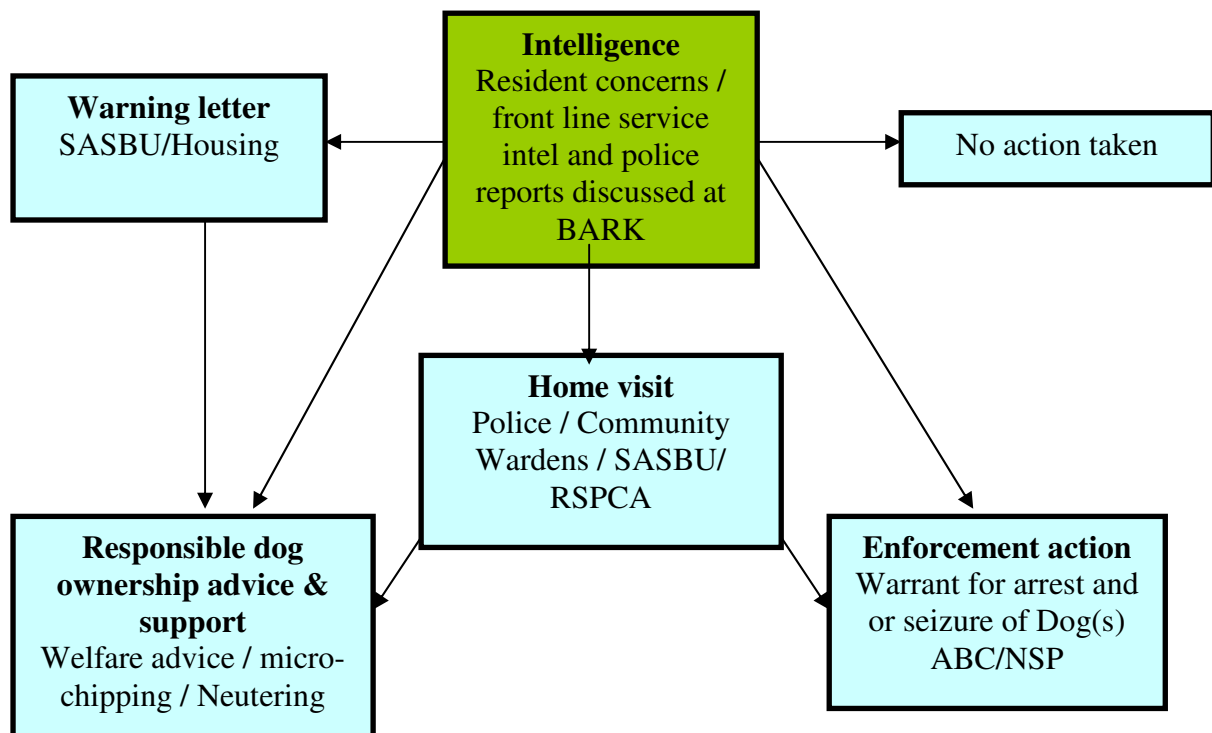 Intelligence
Resident concerns /
front line service
intel and police
reports discussed at
BARK
Warning letter
SASBU/Housing
No action taken
Home visit
Police / Community
Wardens / SASBU/
RSPCA
Responsible dog
ownership advice &
support
Welfare advice / micro-
chipping / Neutering
Enforcement action
Warrant for arrest and
or seizure of Dog(s)
ABC/NSP